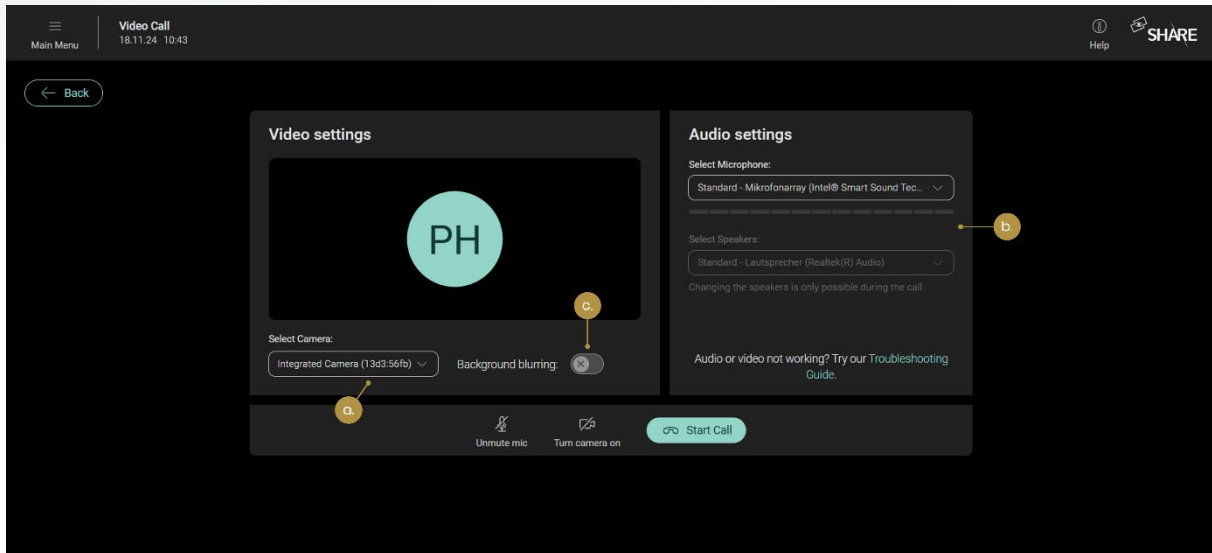 Main Menu
Video Call
18.11.24 10:43
Help
SHARE
Back
Video settings
PH
Select Camera:
Integrated Camera (13d3:56fb)
Background blurring:
c.
a.
Audio settings
Select Microphone:
Standard - Mikrofonarray (Intel® Smart Sound Tec...
b.
Select Speakers:
Standard - Lautsprecher (Realtek(R) Audio)
Changing the speakers is only possible during the call.
Audio or video not working? Try our Troubleshooting
Guide.
Unmute mic
Turn camera on
Start Call